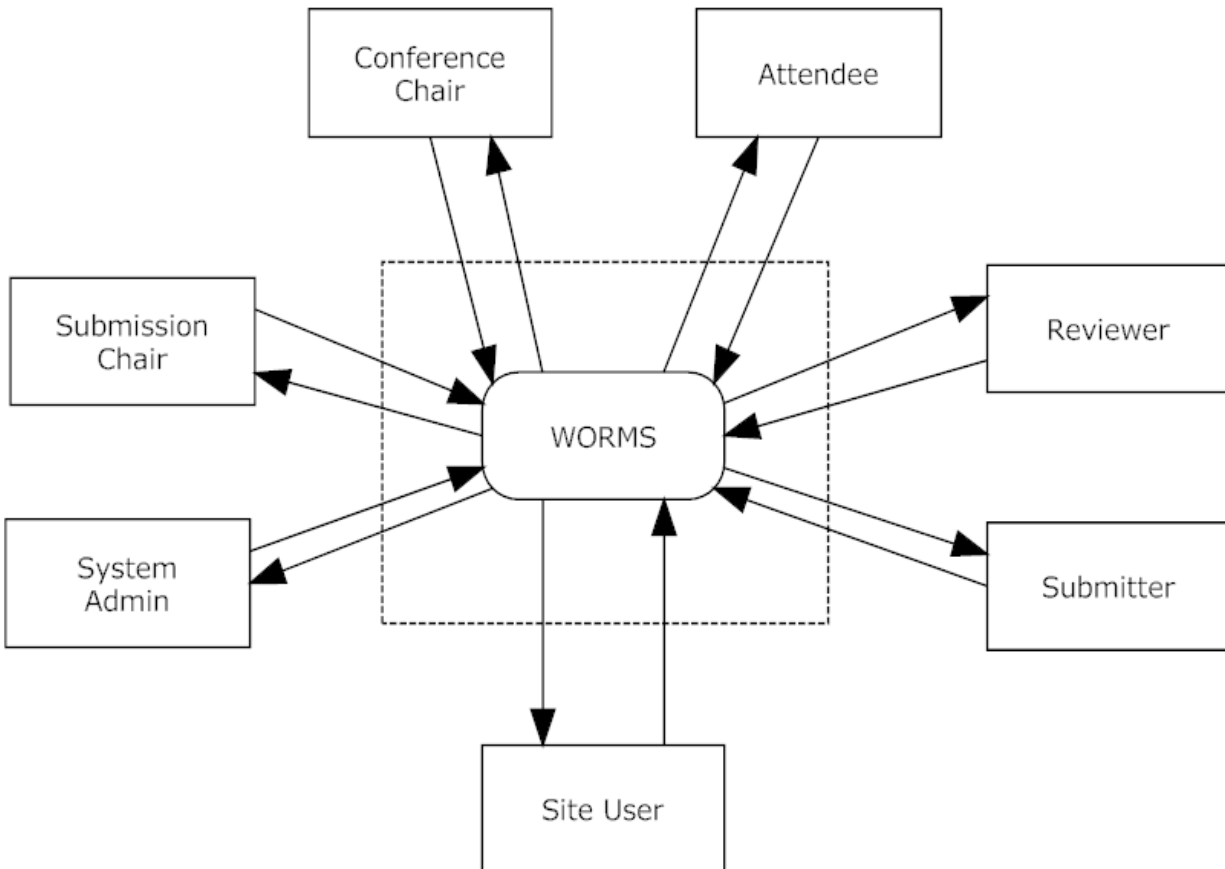 Conference
Chair
Attendee
Submission
Chair
Reviewer
WORMS
System
Admin
Submitter
Site User